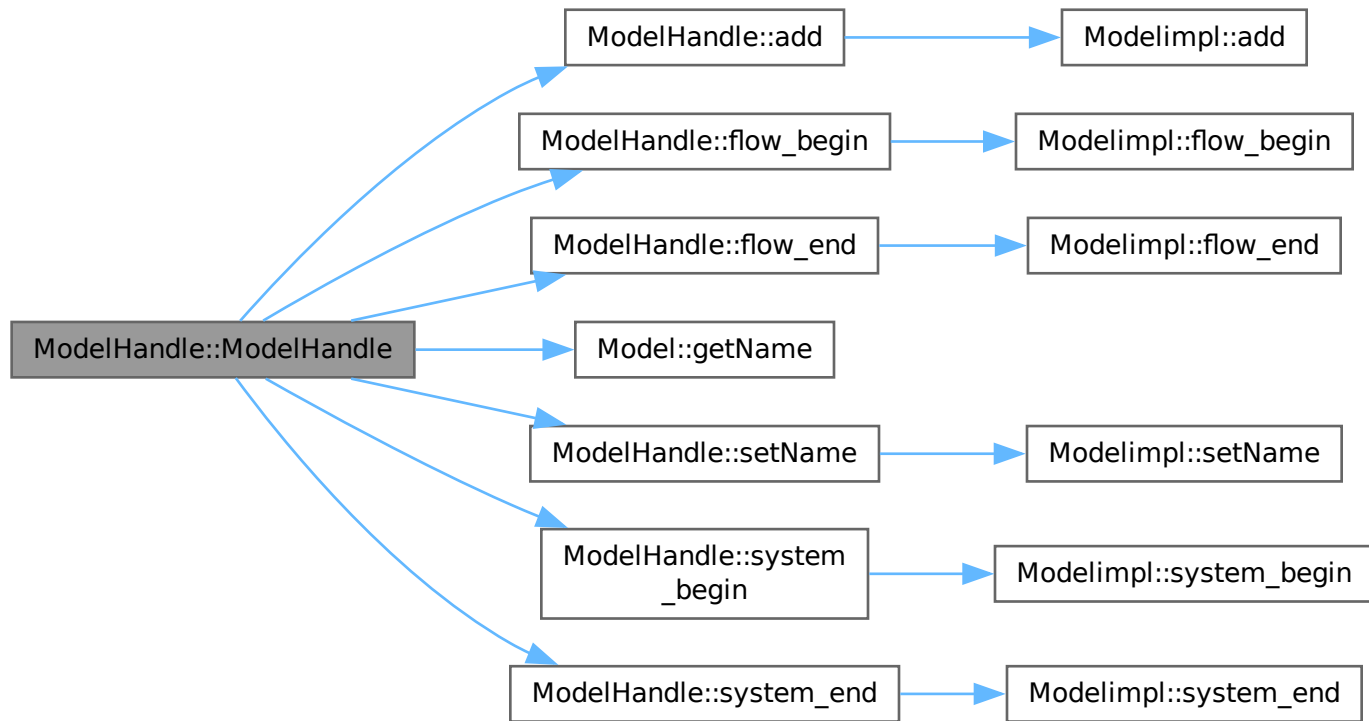 ModelHandle::add
Modelimpl::add
ModelHandle::flow_begin
Modelimpl::flow_begin
ModelHandle::flow_end
Modelimpl::flow_end
ModelHandle::ModelHandle
Model::getName
ModelHandle::setName
Modelimpl::setName
ModelHandle::system
_begin
Modelimpl::system_begin
ModelHandle::system_end
Modelimpl::system_end